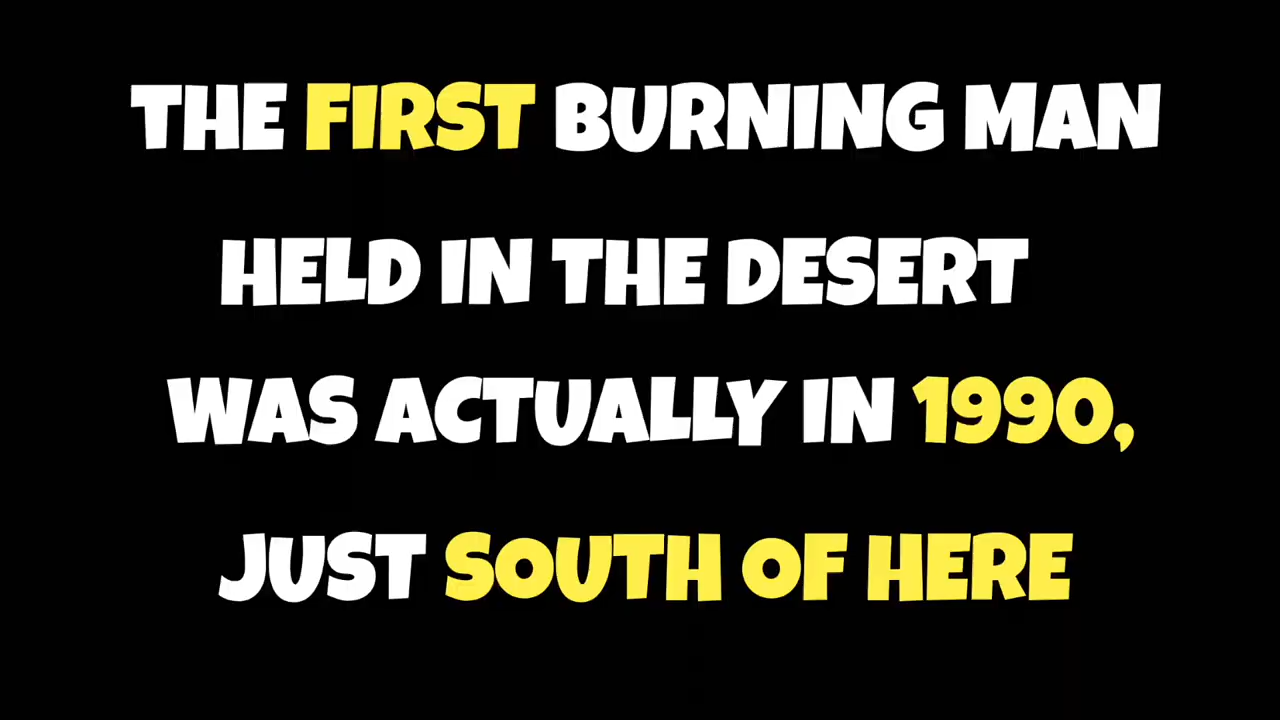 THE FIRST BURNING MAN
HELD IN THE DESERT
WAS ACTUALLY IN 1990,
JUST SOUTH OF HERE